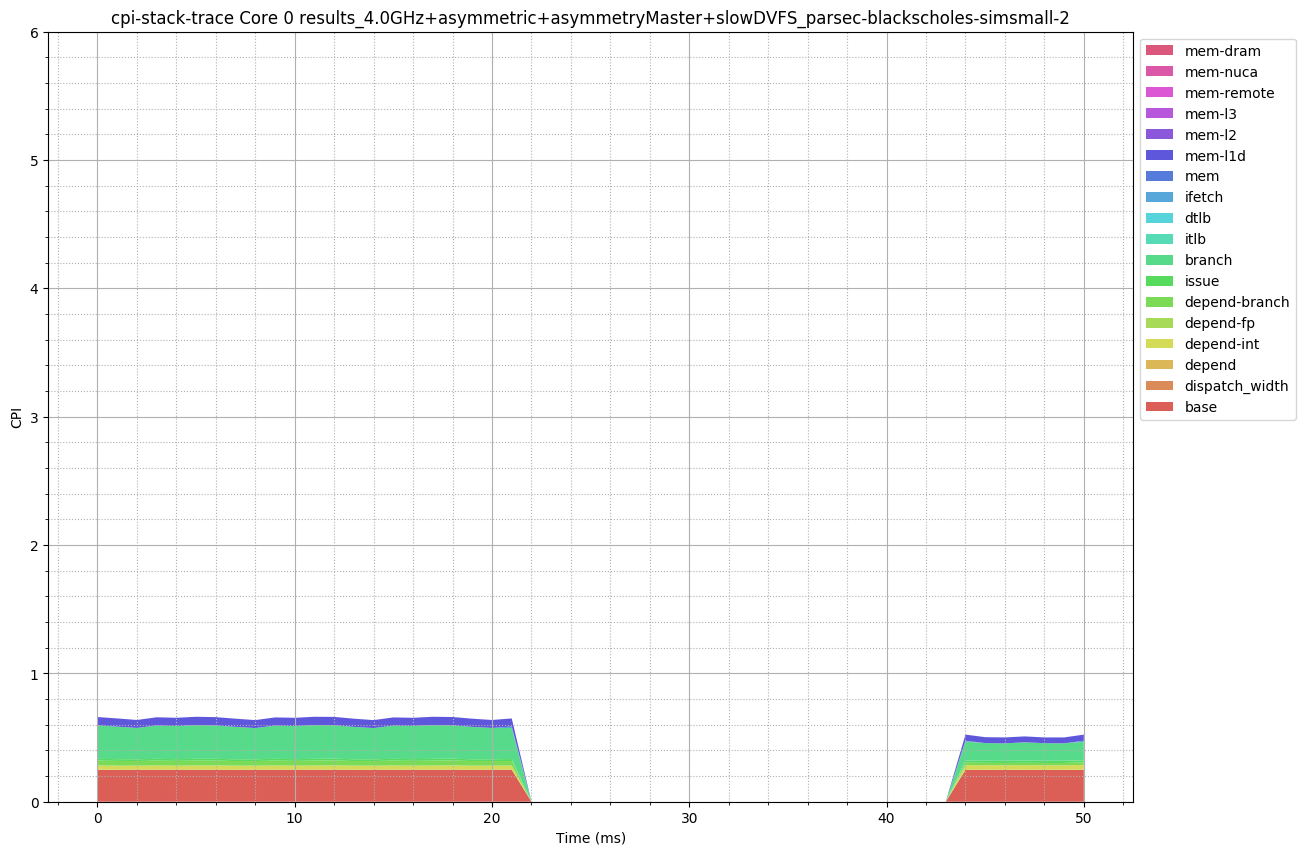 cpi-stack-trace Core 0 results_4.0GHz+asymmetric+asymmetryMaster+slowDVFS_parsec-blackscholes-simsmall-2
6
5
4
3
2
1
0
CPI
0 10 20 30 40 50
Time (ms)
mem-dram
mem-nuca
mem-remote
mem-l3
mem-l2
mem-l1d
mem
ifetch
dtlb
itlb
branch
issue
depend-branch
depend-fp
depend-int
depend
dispatch_width
base